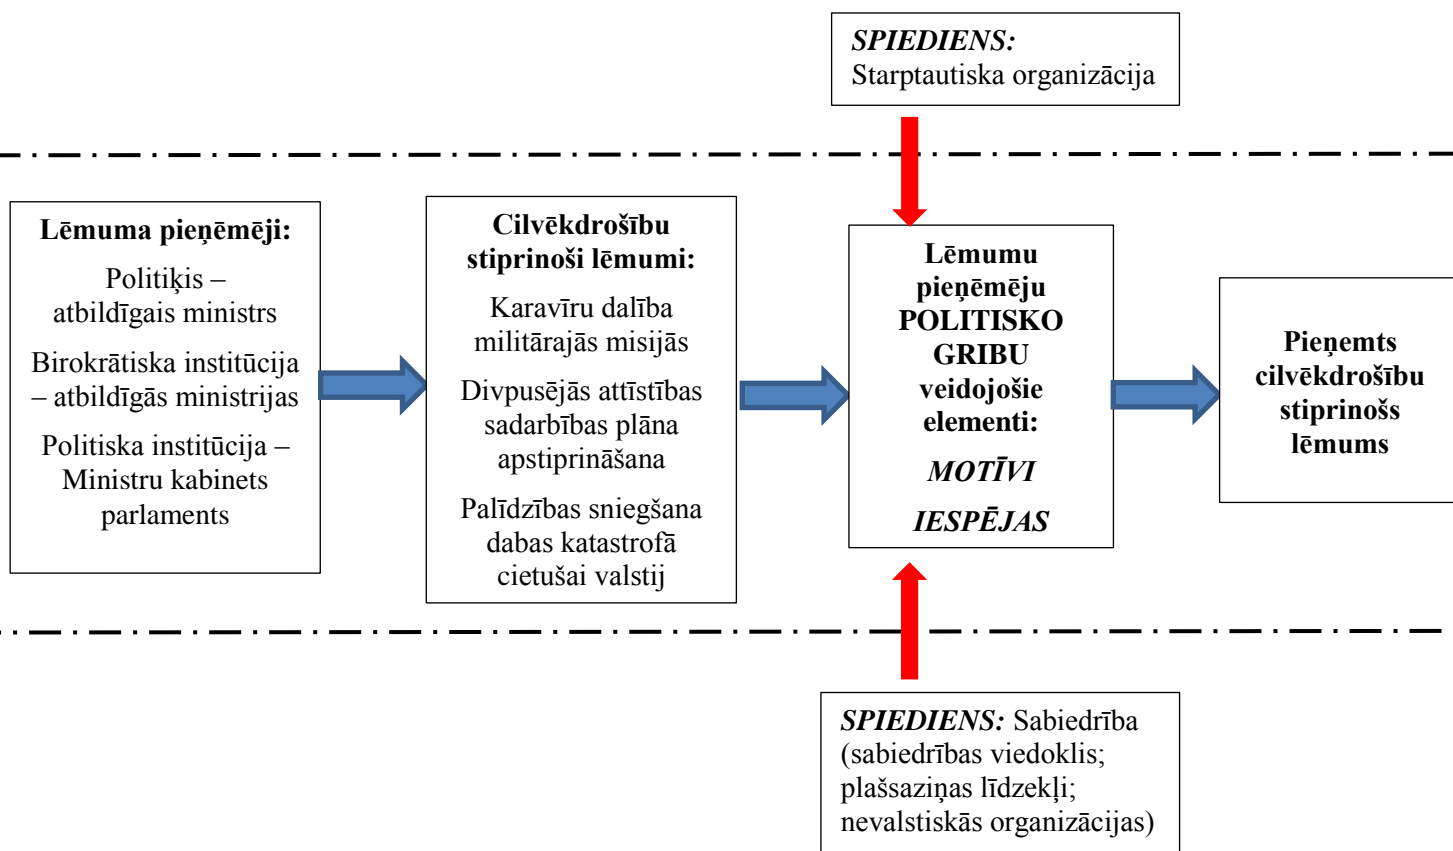 SPIEDIENS:
Starptautiska organizācija
Lēmuma pieņēmēji:
Politiķis –
atbildīgais ministrs
Birokrātiska institūcija
– atbildīgās ministrijas
Politiska institūcija –
Ministru kabinets
parlaments
Cilvēkdrošību
stiprinoši lēmumi:
Karavīru dalība
militārajās misijās
Divpusējās attīstības
sadarbības plāna
apstiprināšana
Palīdzības sniegšana
dabas katastrofā
cietušai valstij
Lēmumu
pieņēmēju
POLITISKO
GRIBU
veidojošie
elementi:
MOTĪVI
IESPĒJAS
Pieņemts
cilvēkdrošību
stiprinošs
lēmums
SPIEDIENS: Sabiedrība
(sabiedrības viedoklis;
plašsaziņas līdzekļi;
nevalstiskās organizācijas)